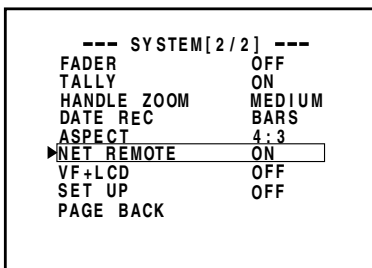 --- SYSTEM[2/2] ---
FADER OFF
TALLY ON
HANDLE ZOOM MEDIUM
DATE REC BARS
ASPECT 4:3
▶NET REMOTE ON
VF+LCD OFF
SET UP OFF
PAGE BACK